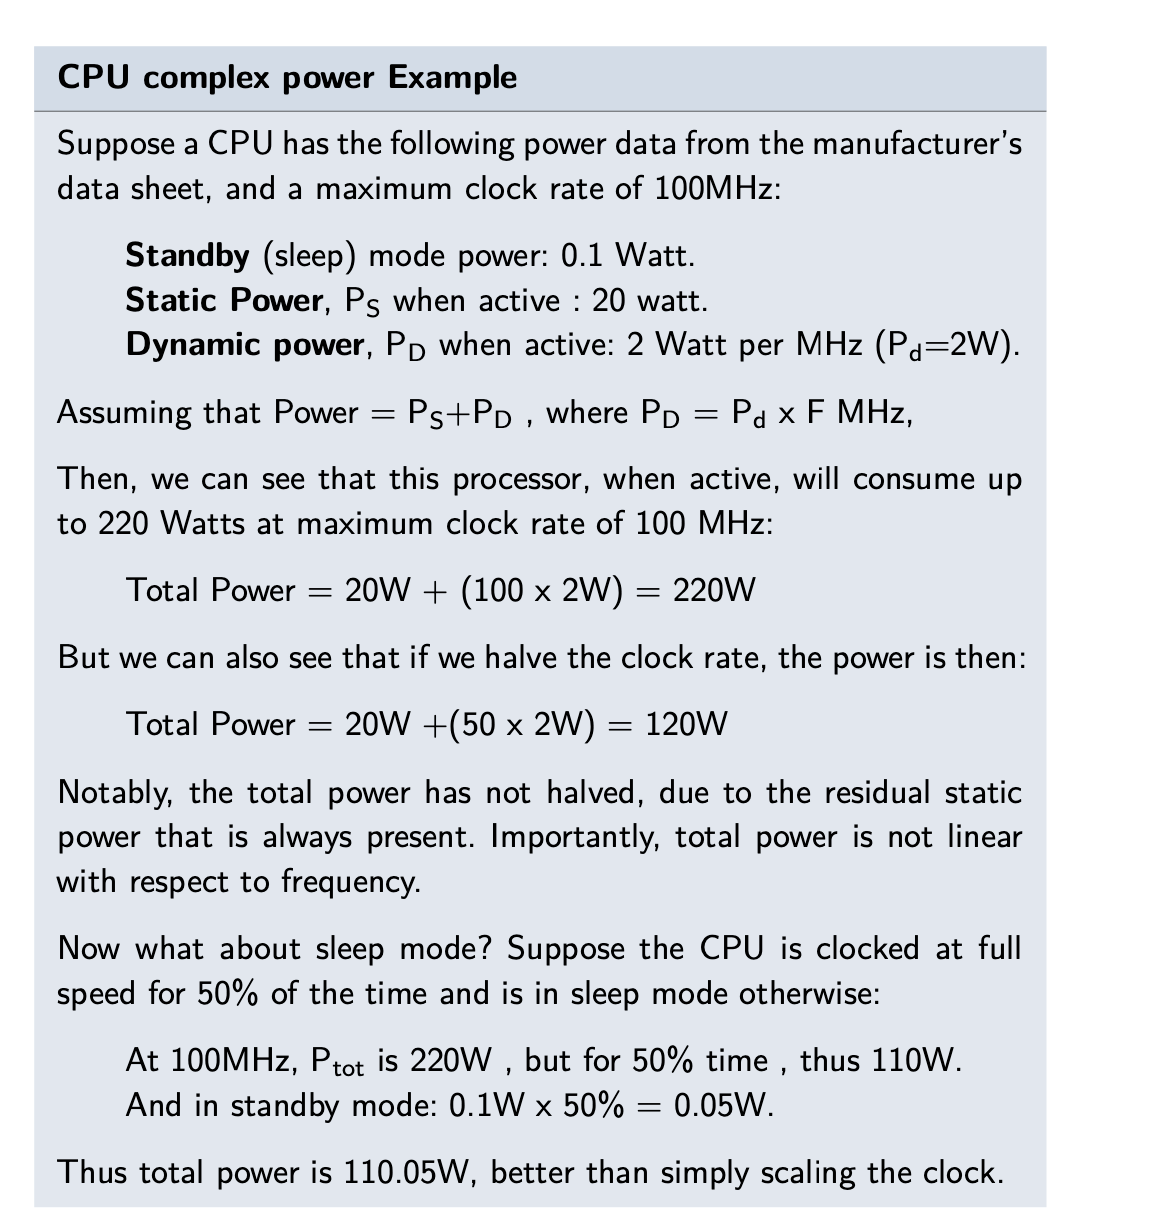 CPU complex power Example
Suppose a CPU has the following power data from the manufacturer's
data sheet, and a maximum clock rate of 100MHz:
Standby (sleep) mode power: 0.1 Watt.
Static Power, PS when active : 20 watt.
Dynamic power, PD when active: 2 Watt per MHz (Pd=2W).
Assuming that Power = PS+PD , where PD = Pd x F MHz,
Then, we can see that this processor, when active, will consume up
to 220 Watts at maximum clock rate of 100 MHz:
Total Power = 20W + (100 x 2W) = 220W
But we can also see that if we halve the clock rate, the power is then:
Total Power = 20W +(50 x 2W) = 120W
Notably, the total power has not halved, due to the residual static
power that is always present. Importantly, total power is not linear
with respect to frequency.
Now what about sleep mode? Suppose the CPU is clocked at full
speed for 50% of the time and is in sleep mode otherwise:
At 100MHz, Ptot is 220W , but for 50% time , thus 110W.
And in standby mode: 0.1W x 50% = 0.05W.
Thus total power is 110.05W, better than simply scaling the clock.